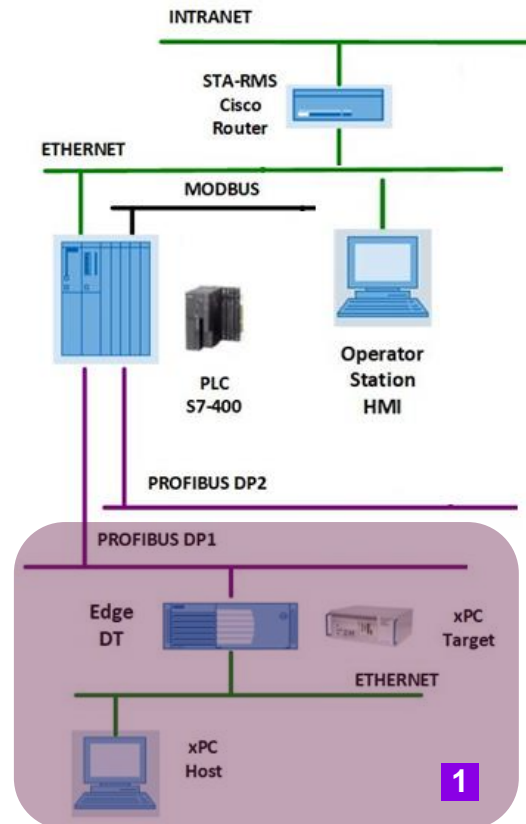 INTRANET
STA-RMS
Cisco
Router
ETHERNET
MODBUS
PLC
S7-400
Operator
Station
HMI
PROFIBUS DP2
PROFIBUS DP1
Edge
DT
xPC
Target
ETHERNET
xPC
Host
1